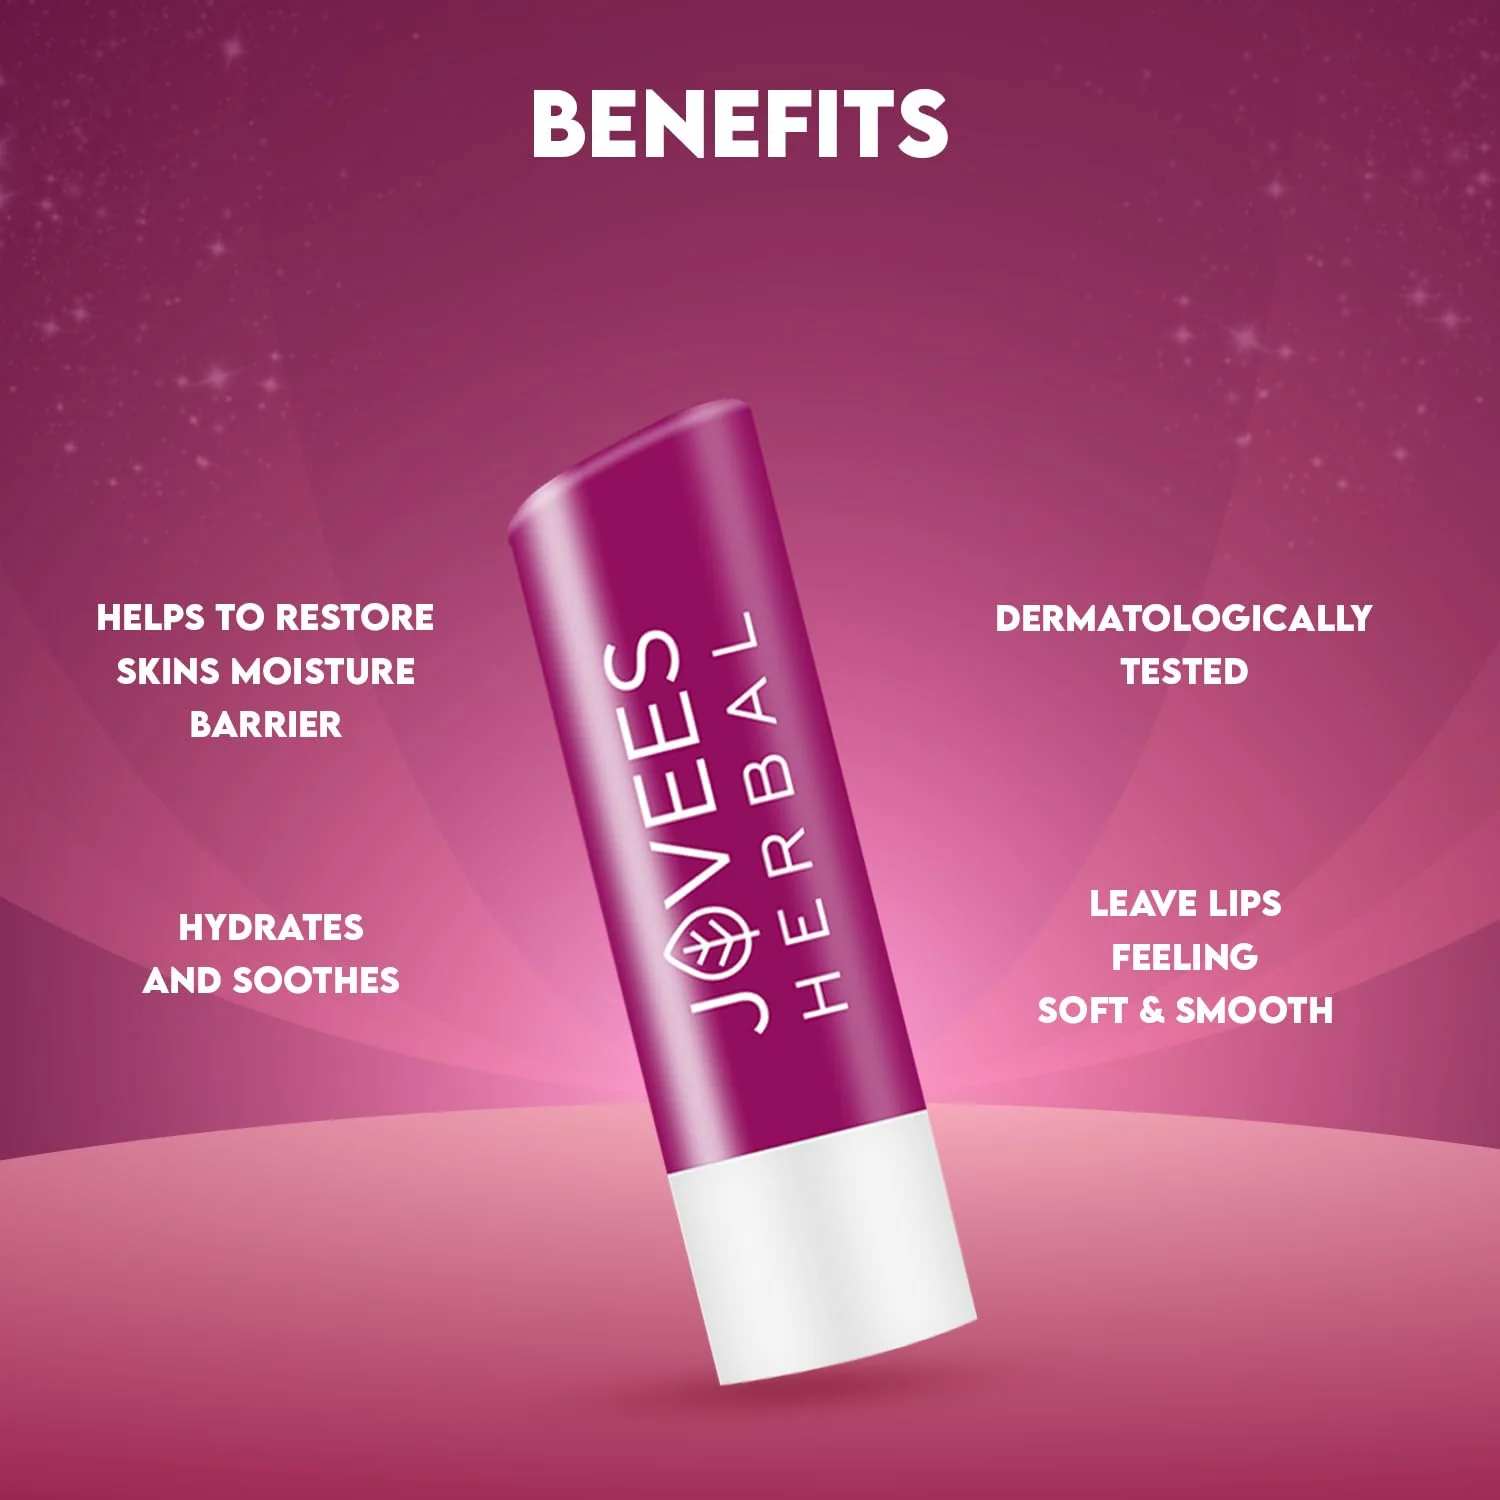 BENEFITS
HELPS TO RESTORE
SKINS MOISTURE
BARRIER
DERMATOLOGICALLY
TESTED
HYDRATES
AND SOOTHES
LEAVE LIPS
FEELING
SOFT & SMOOTH
JOVEES
HERBAL